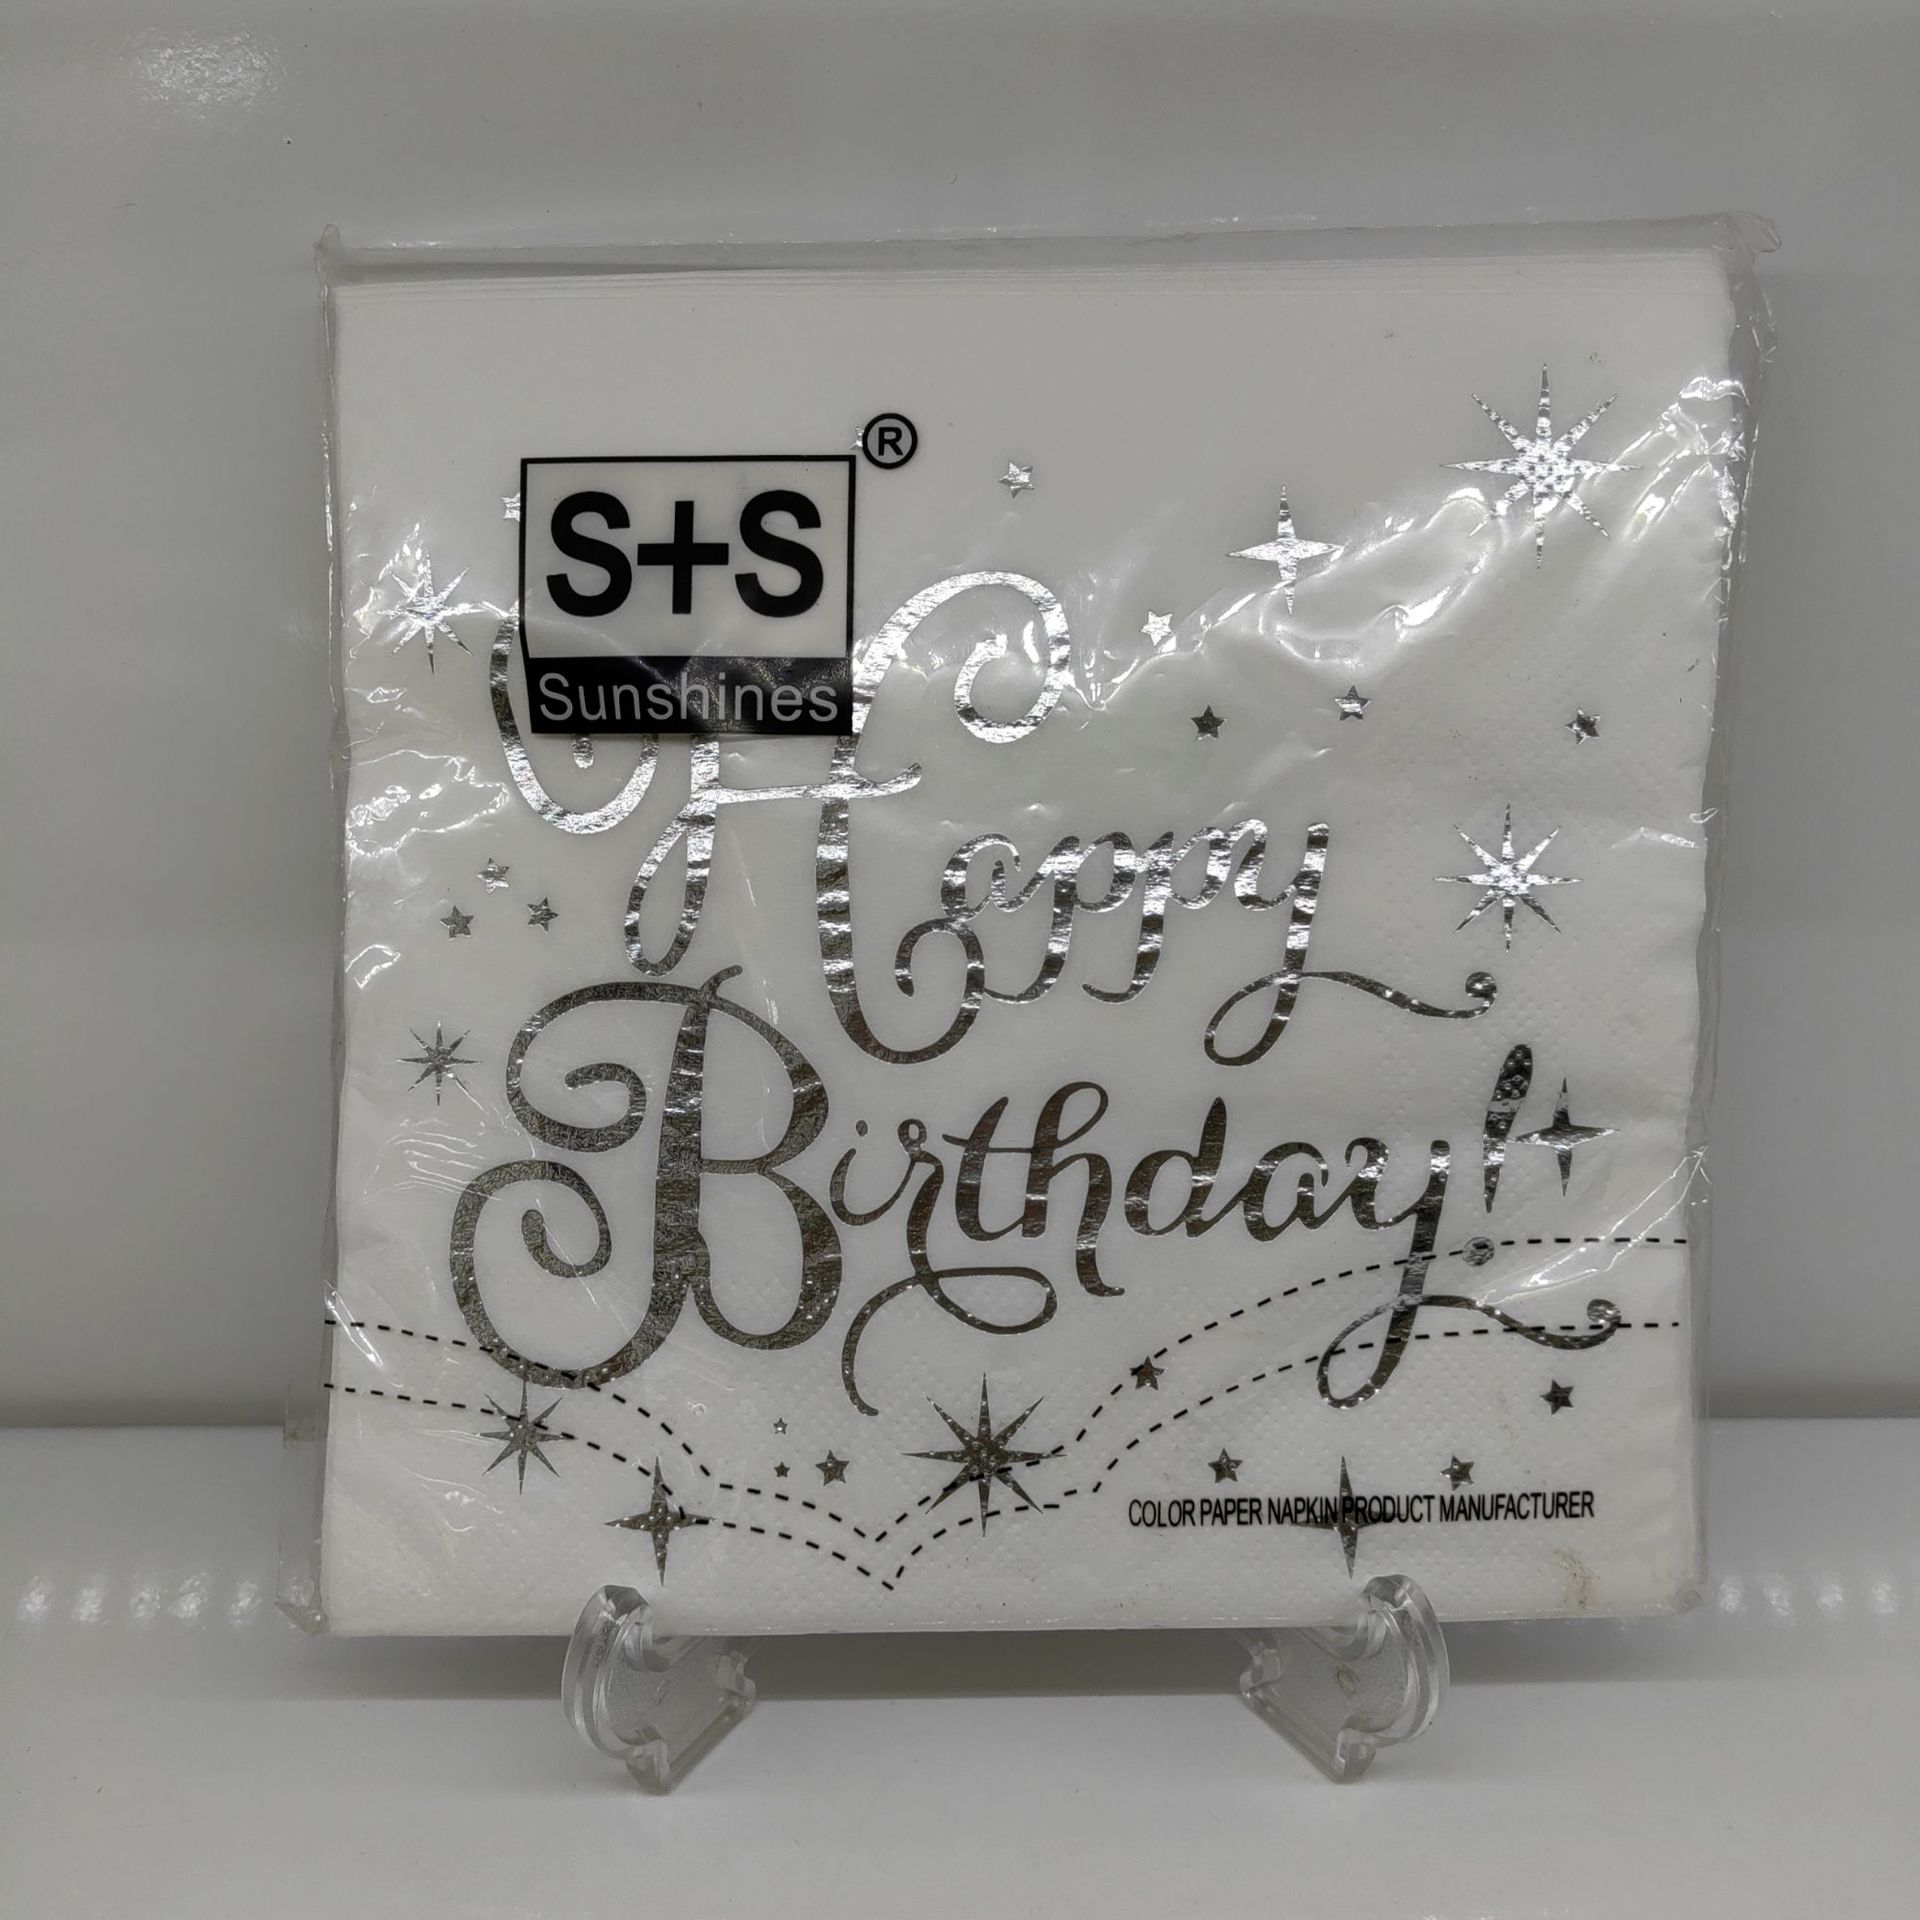 S+S®
Sunshines
Happy
Birthday!
COLOR PAPER NAPKIN PRODUCT MANUFACTURER